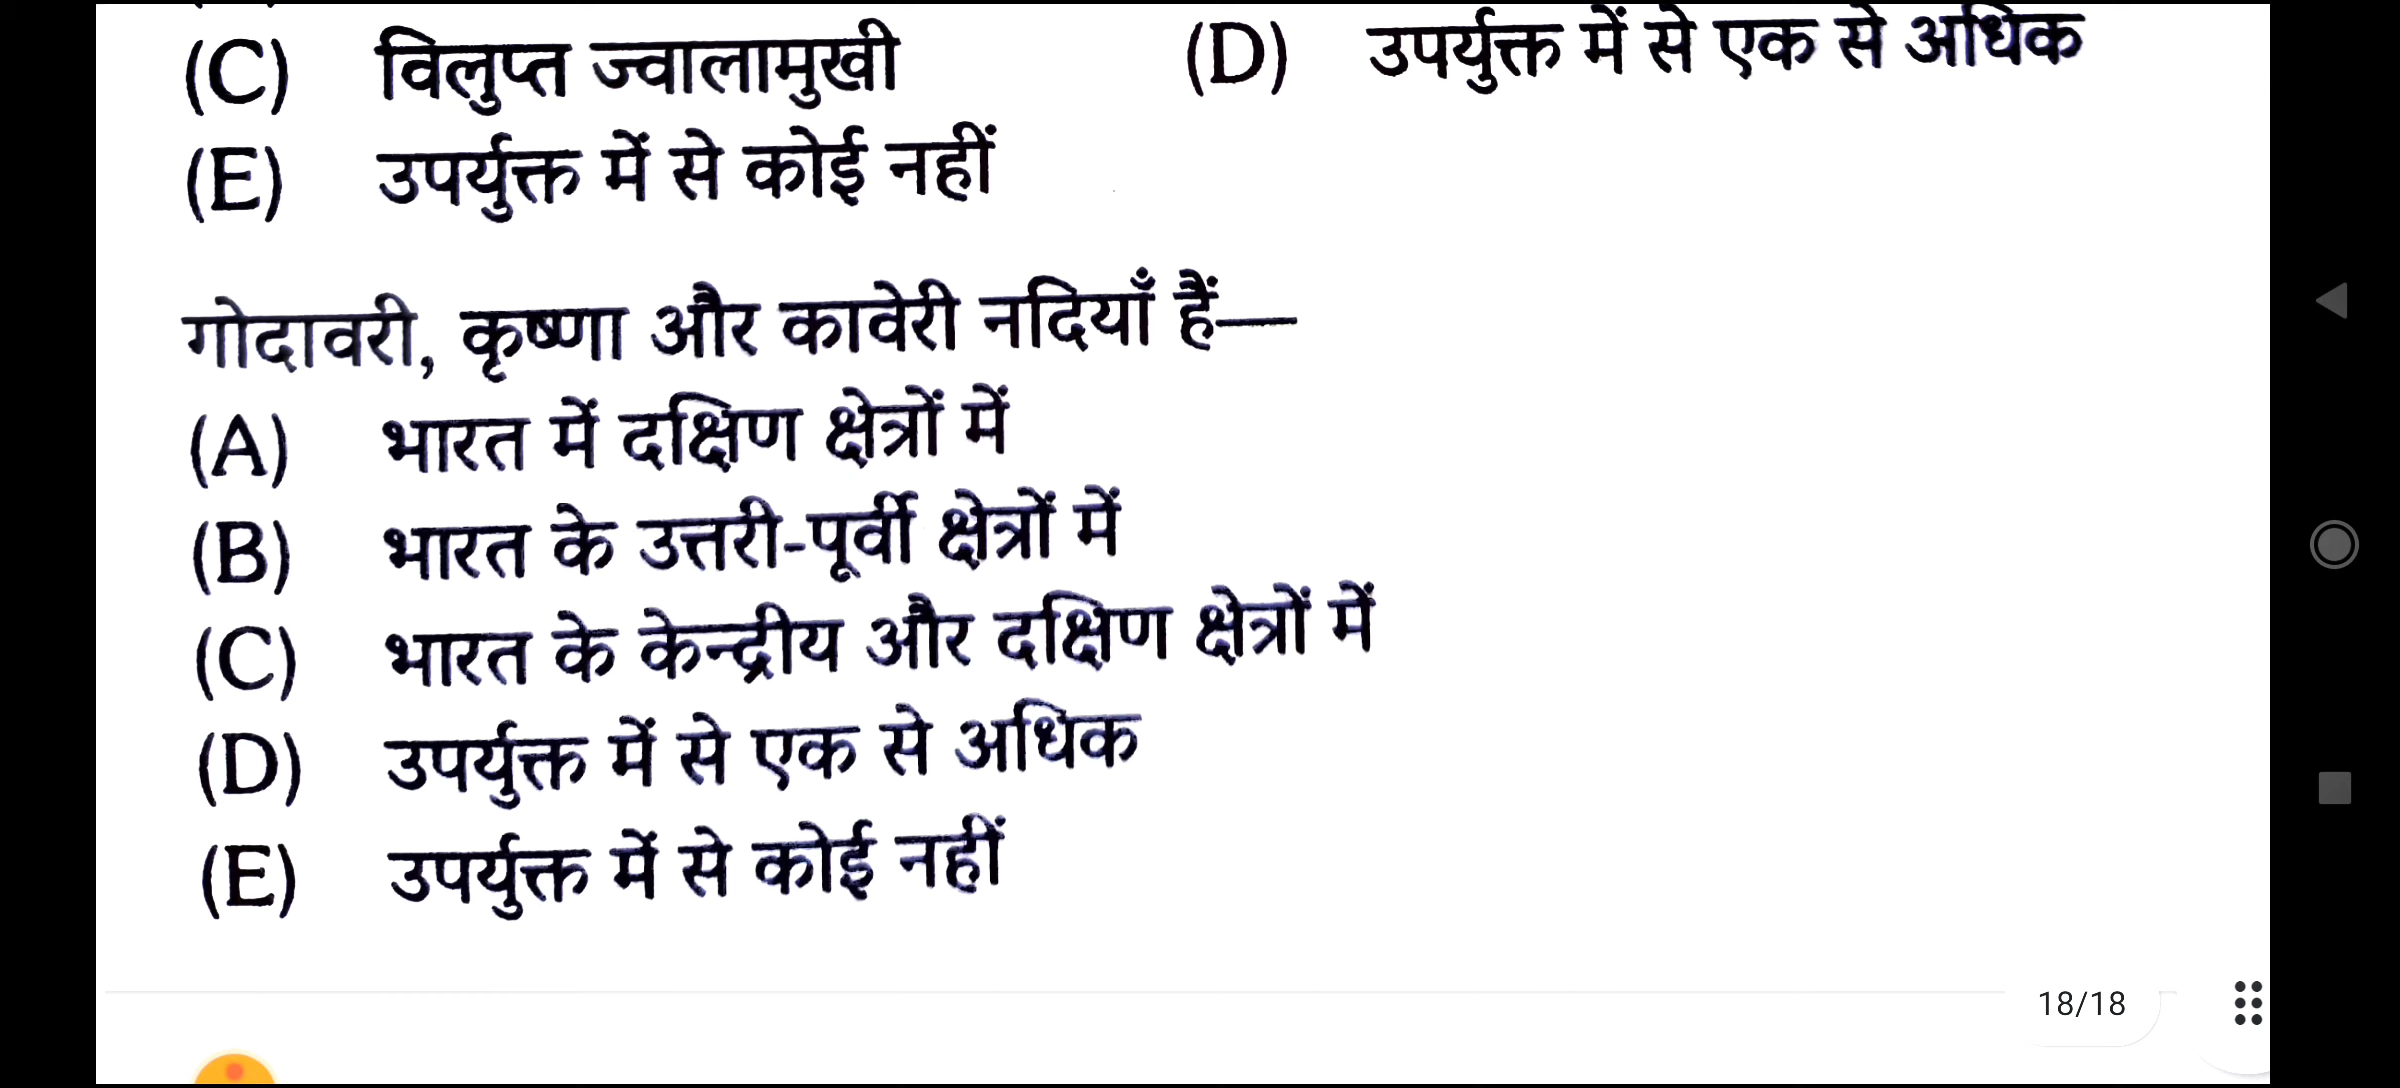 (C) विलुप्त ज्वालामुखी (D) उपर्युक्त में से एक से अधिक
(E) उपर्युक्त में से कोई नहीं
गोदावरी, कृष्णा और कावेरी नदियाँ हैं—
(A) भारत में दक्षिण क्षेत्रों में
(B) भारत के उत्तरी-पूर्वी क्षेत्रों में
(C) भारत के केन्द्रीय और दक्षिण क्षेत्रों में
(D) उपर्युक्त में से एक से अधिक
(E) उपर्युक्त में से कोई नहीं
18/18